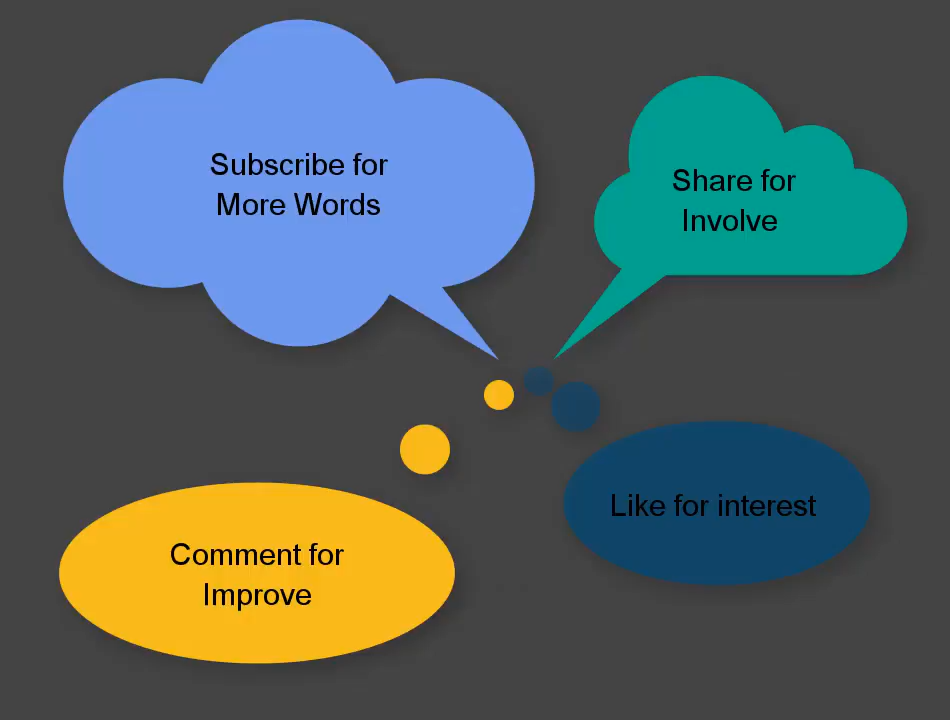 Subscribe for
More Words
Share for
Involve
Like for interest
Comment for
Improve